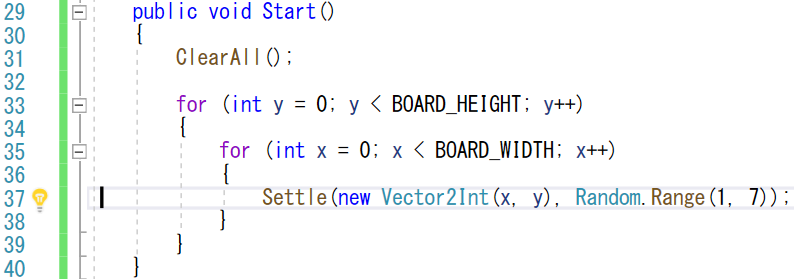 29 public void Start()
30 {
31 ClearAll();
32
33 for (int y = 0; y < BOARD_HEIGHT; y++)
34 {
35 for (int x = 0; x < BOARD_WIDTH; x++)
36 {
37 Settle(new Vector2Int(x, y), Random.Range(1, 7));
38 }
39 }
40 }